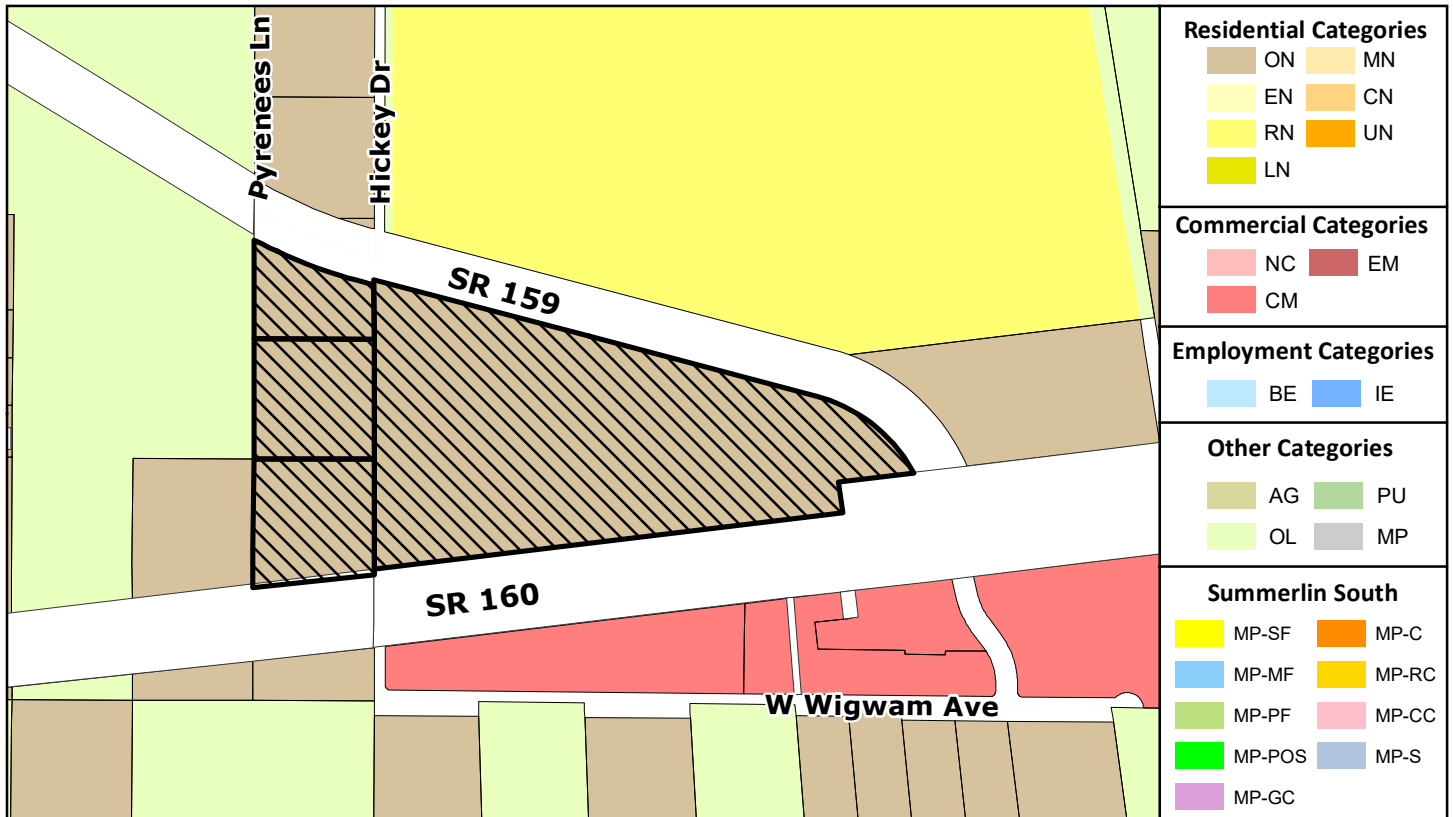 Pyrenees Ln
Hickey Dr
SR 159
SR 160
W Wigwam Ave
Residential Categories
ON MN
EN CN
RN UN
LN
Commercial Categories
NC EM
CM
Employment Categories
BE IE
Other Categories
AG PU
OL MP
Summerlin South
MP-SF MP-C
MP-MF MP-RC
MP-PF MP-CC
MP-POS MP-S
MP-GC